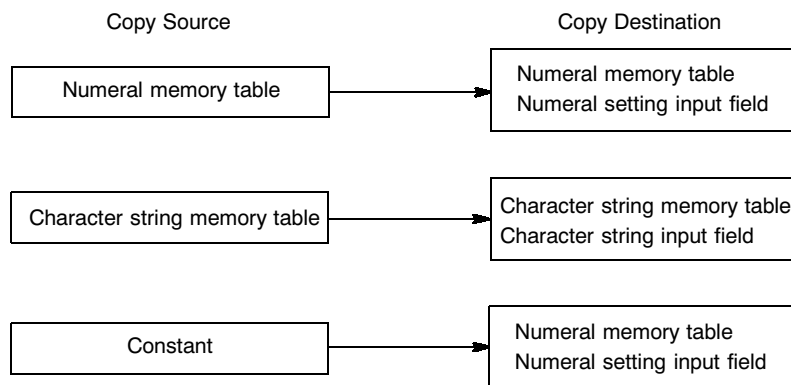 Copy Source
Copy Destination
Numeral memory table
Numeral memory table
Numeral setting input field
Character string memory table
Character string memory table
Character string input field
Constant
Numeral memory table
Numeral setting input field